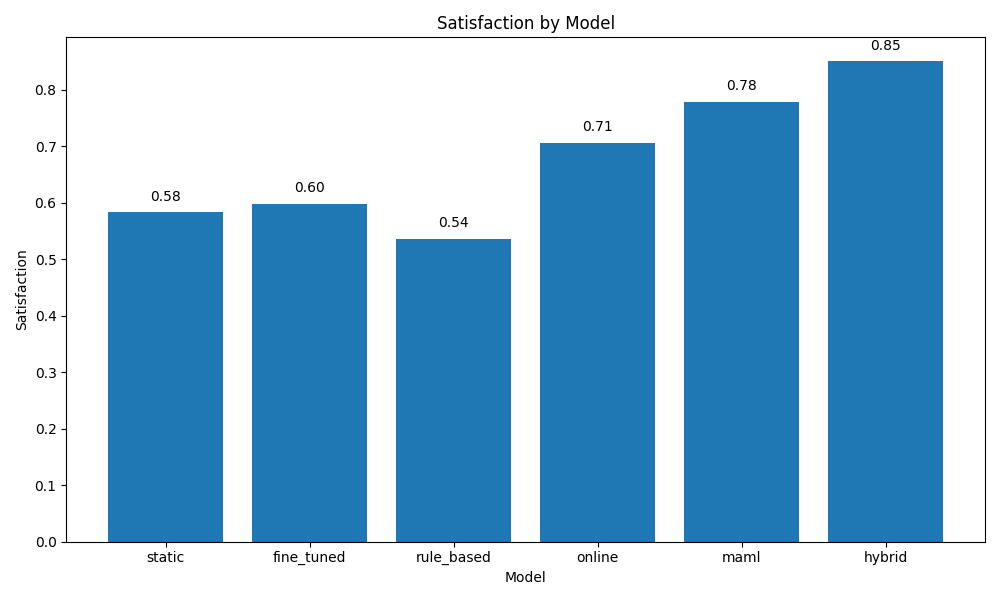 Satisfaction by Model
Satisfaction
0.8
0.7
0.6
0.5
0.4
0.3
0.2
0.1
0.0
0.58
0.60
0.54
0.71
0.78
0.85
static
fine_tuned
rule_based
online
maml
hybrid
Model